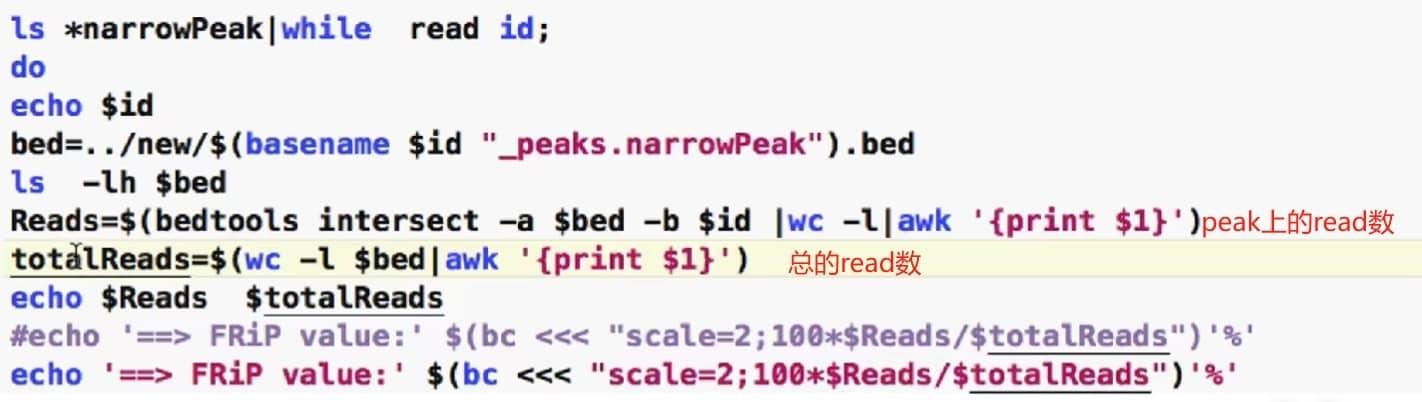 ls *narrowPeak|while  read id;
do
echo $id
bed=../new/$(basename $id "_peaks.narrowPeak").bed
ls  -lh $bed
Reads=$(bedtools intersect -a $bed -b $id |wc -l|awk '{print $1}')peak上的read数
totalReads=$(wc -l $bed|awk '{print $1}') 总的read数
echo $Reads  $totalReads
#echo '==> FRiP value:' $(bc <<< "scale=2;100*$Reads/$totalReads")'%'
echo '==> FRiP value:' $(bc <<< "scale=2;100*$Reads/$totalReads")'%'